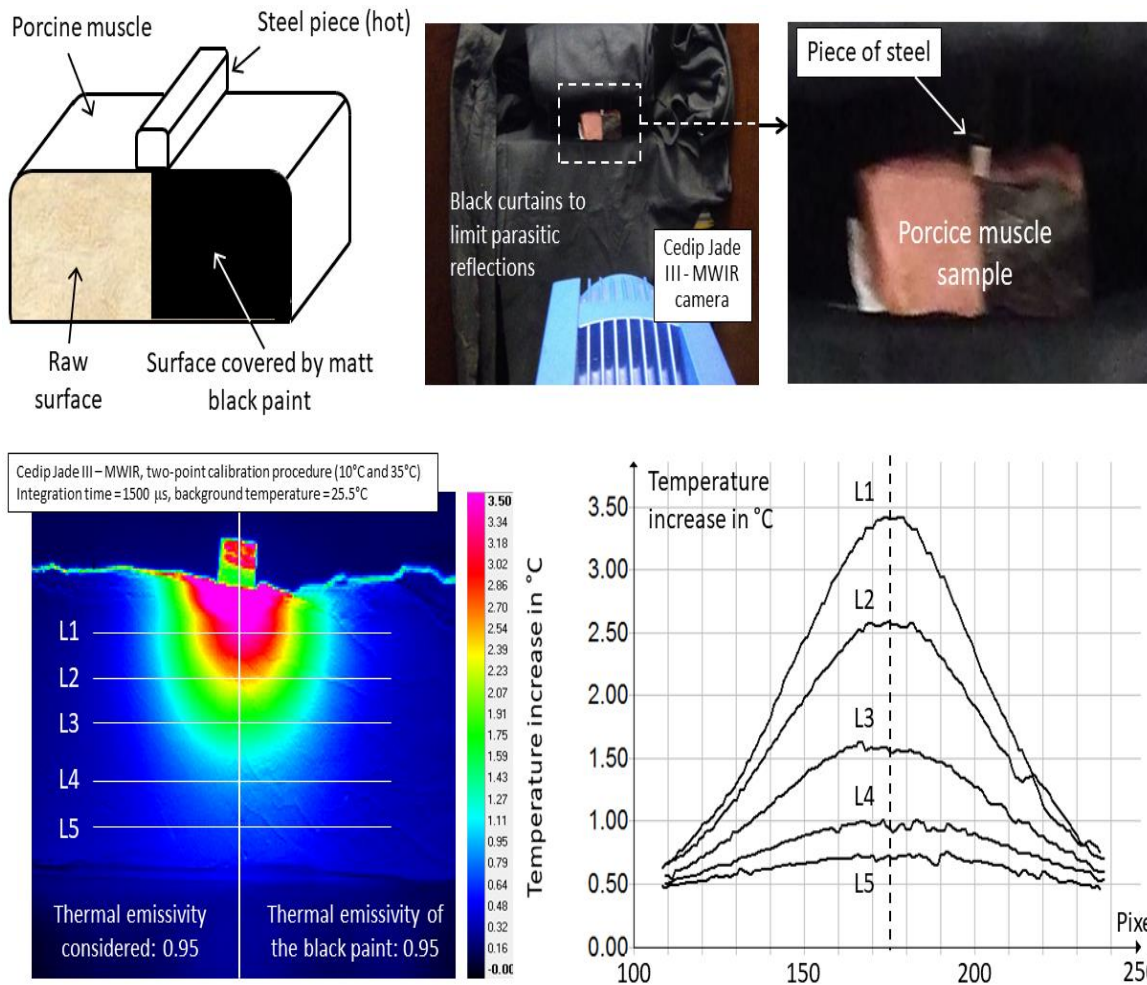 Porcine muscle
Steel piece (hot)
Raw
surface
Surface covered by matt
black paint
Black curtains to
limit parasitic
reflections
Cedip Jade
III - MWIR
camera
Piece of steel
Porcice muscle
sample
Cedip Jade III – MWIR, two-point calibration procedure (10°C and 35°C)
Integration time = 1500 µs, background temperature = 25.5°C
L1
L2
L3
L4
L5
Thermal emissivity
considered: 0.95
Thermal emissivity of
the black paint: 0.95
3.50
3.34
3.18
3.02
2.86
2.70
2.55
2.39
2.23
2.07
1.91
1.75
1.59
1.43
1.27
1.11
0.95
0.79
0.64
0.48
0.32
0.16
-0.00
Temperature increase in °C
Temperature
increase in °C
3.50
3.00
2.50
2.00
1.50
1.00
0.50
0.00
L1
L2
L3
L4
L5
Pixe
100
150
200
250